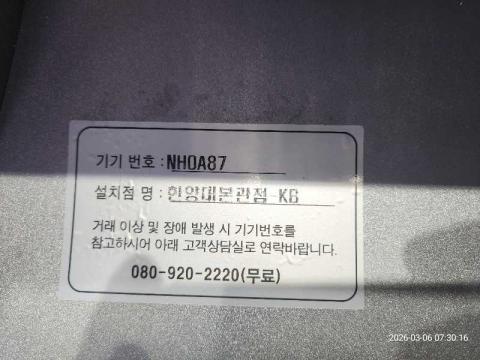 기기 번호 : NH0A87
설치점 명 : 한양대본관점-KB
거래 이상 및 장애 발생 시 기기번호를
참고하시어 아래 고객상담실로 연락바랍니다.
080-920-2220(무료)
2026-03-06 07:30:16